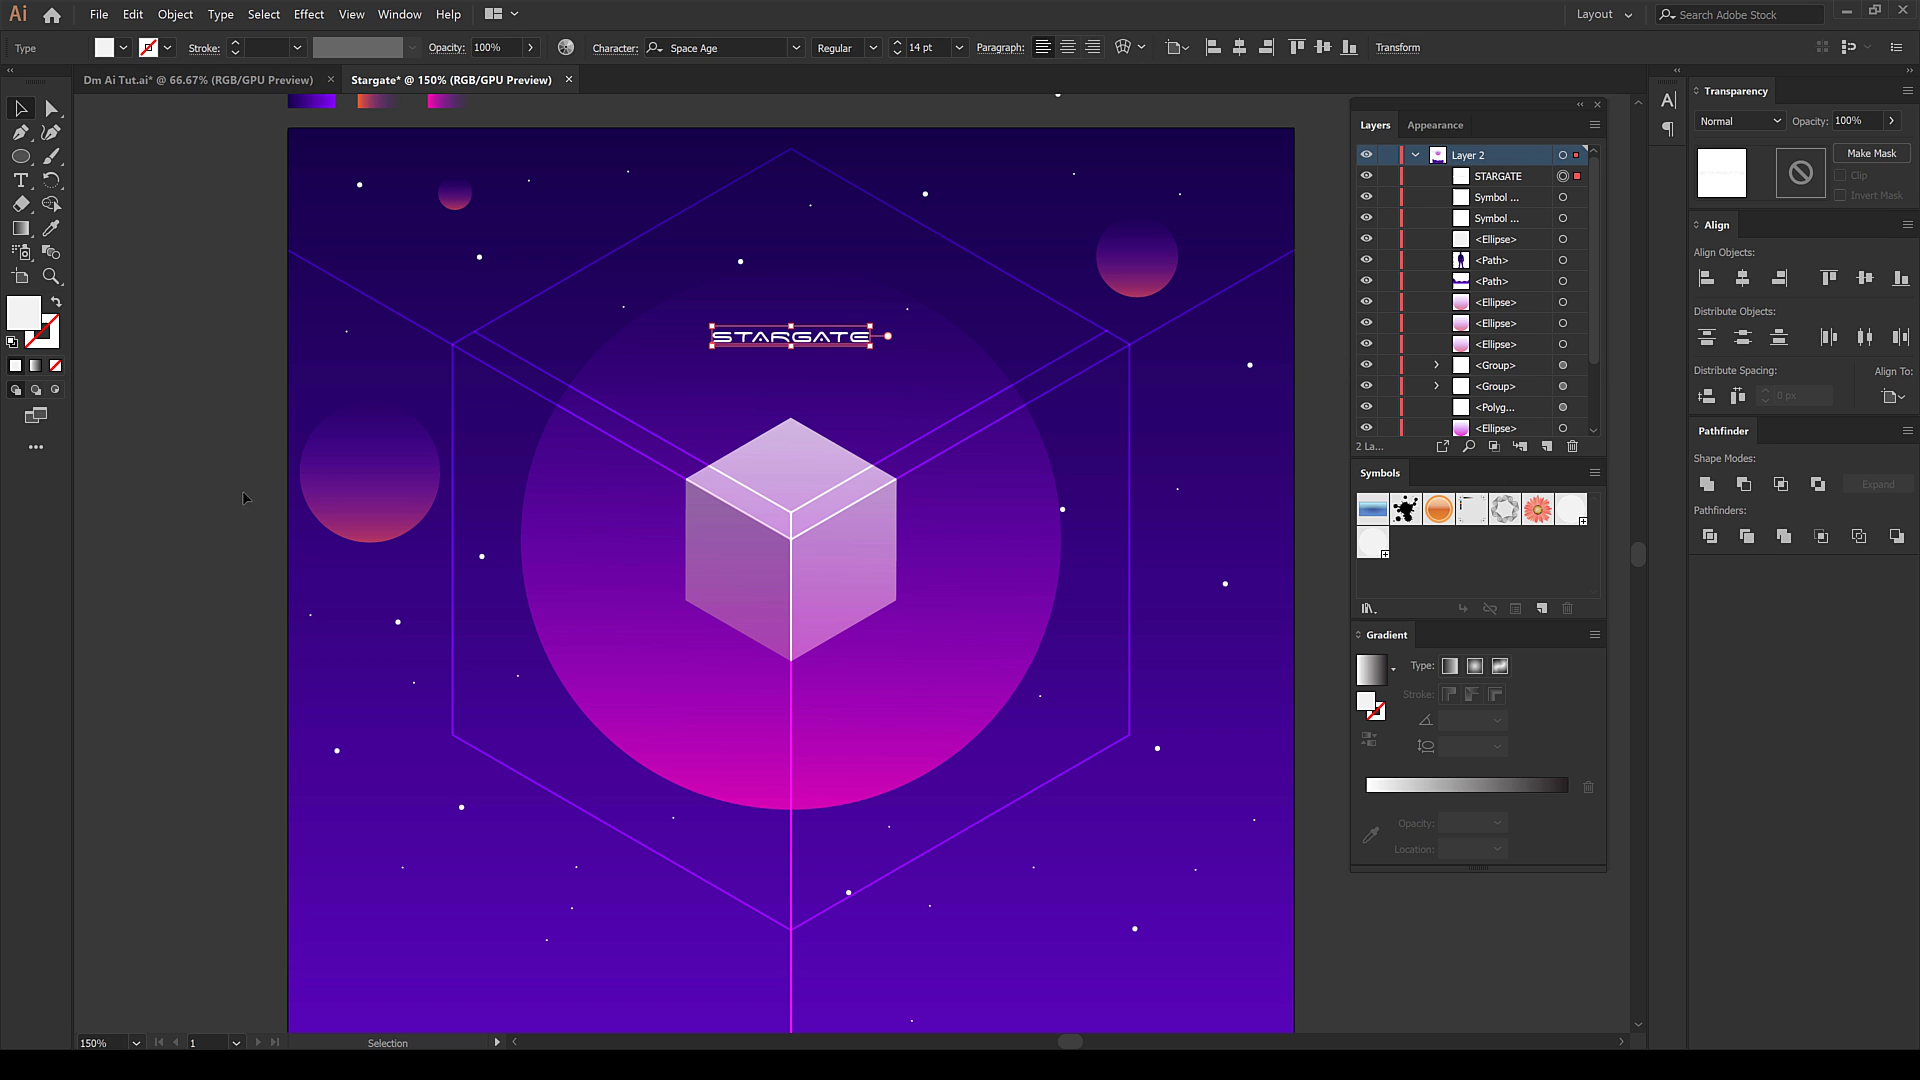 Ai File Edit Object Type Select Effect View Window Help Layout Search Adobe Stock
Type Stroke: Opacity: 100% Character: Space Age Regular 14 pt Paragraph: Transform
Dm Ai Tut.ai* @ 66.67% (RGB/GPU Preview) × Stargate* @ 150% (RGB/GPU Preview) ×
STARGATE
Layers Appearance
Layer 2
STARGATE
Symbol ...
Symbol ...
<Ellipse>
<Path>
<Path>
<Ellipse>
<Ellipse>
<Ellipse>
<Group>
<Group>
<Polyg...
<Ellipse>
2 La...
Symbols
Gradient
Type:
Stroke:
Opacity:
Location:
Transparency
Normal Opacity: 100%
Make Mask
Clip
Invert Mask
Align
Align Objects:
Distribute Objects:
Distribute Spacing: Align To:
0 px
Pathfinder
Shape Modes:
Expand
Pathfinders:
150% 1 Selection